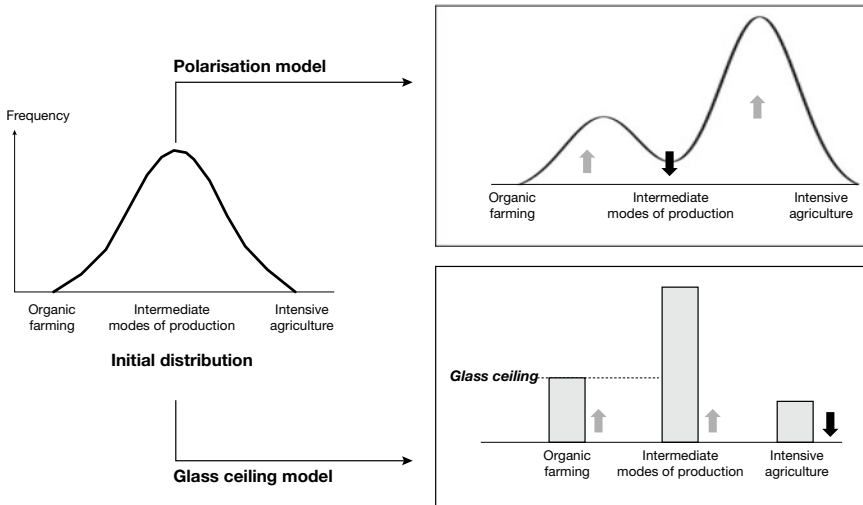 Polarisation model
Frequency
Organic
farming
Intermediate
modes of production
Intensive
agriculture
Initial distribution
Glass ceiling model
Organic
farming
Intermediate
modes of production
Intensive
agriculture
Glass ceiling
Organic
farming
Intermediate
modes of production
Intensive
agriculture